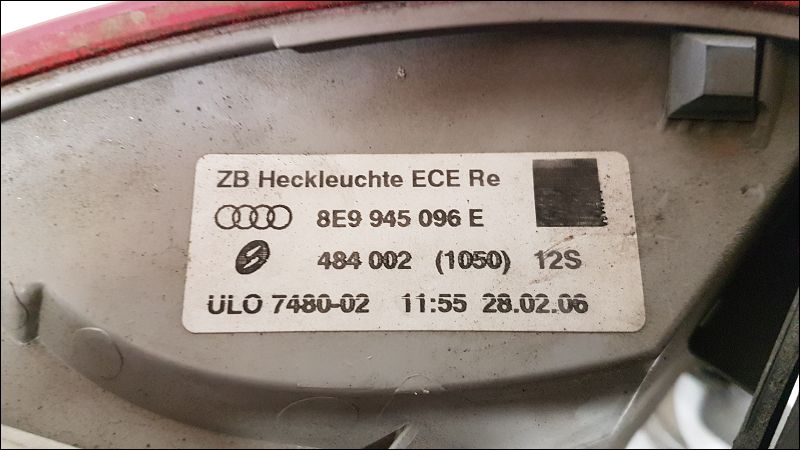 ZB Heckleuchte ECE Re
8E9 945 096 E
484 002 (1050) 12S
ULO 7480-02 11:55 28.02.06